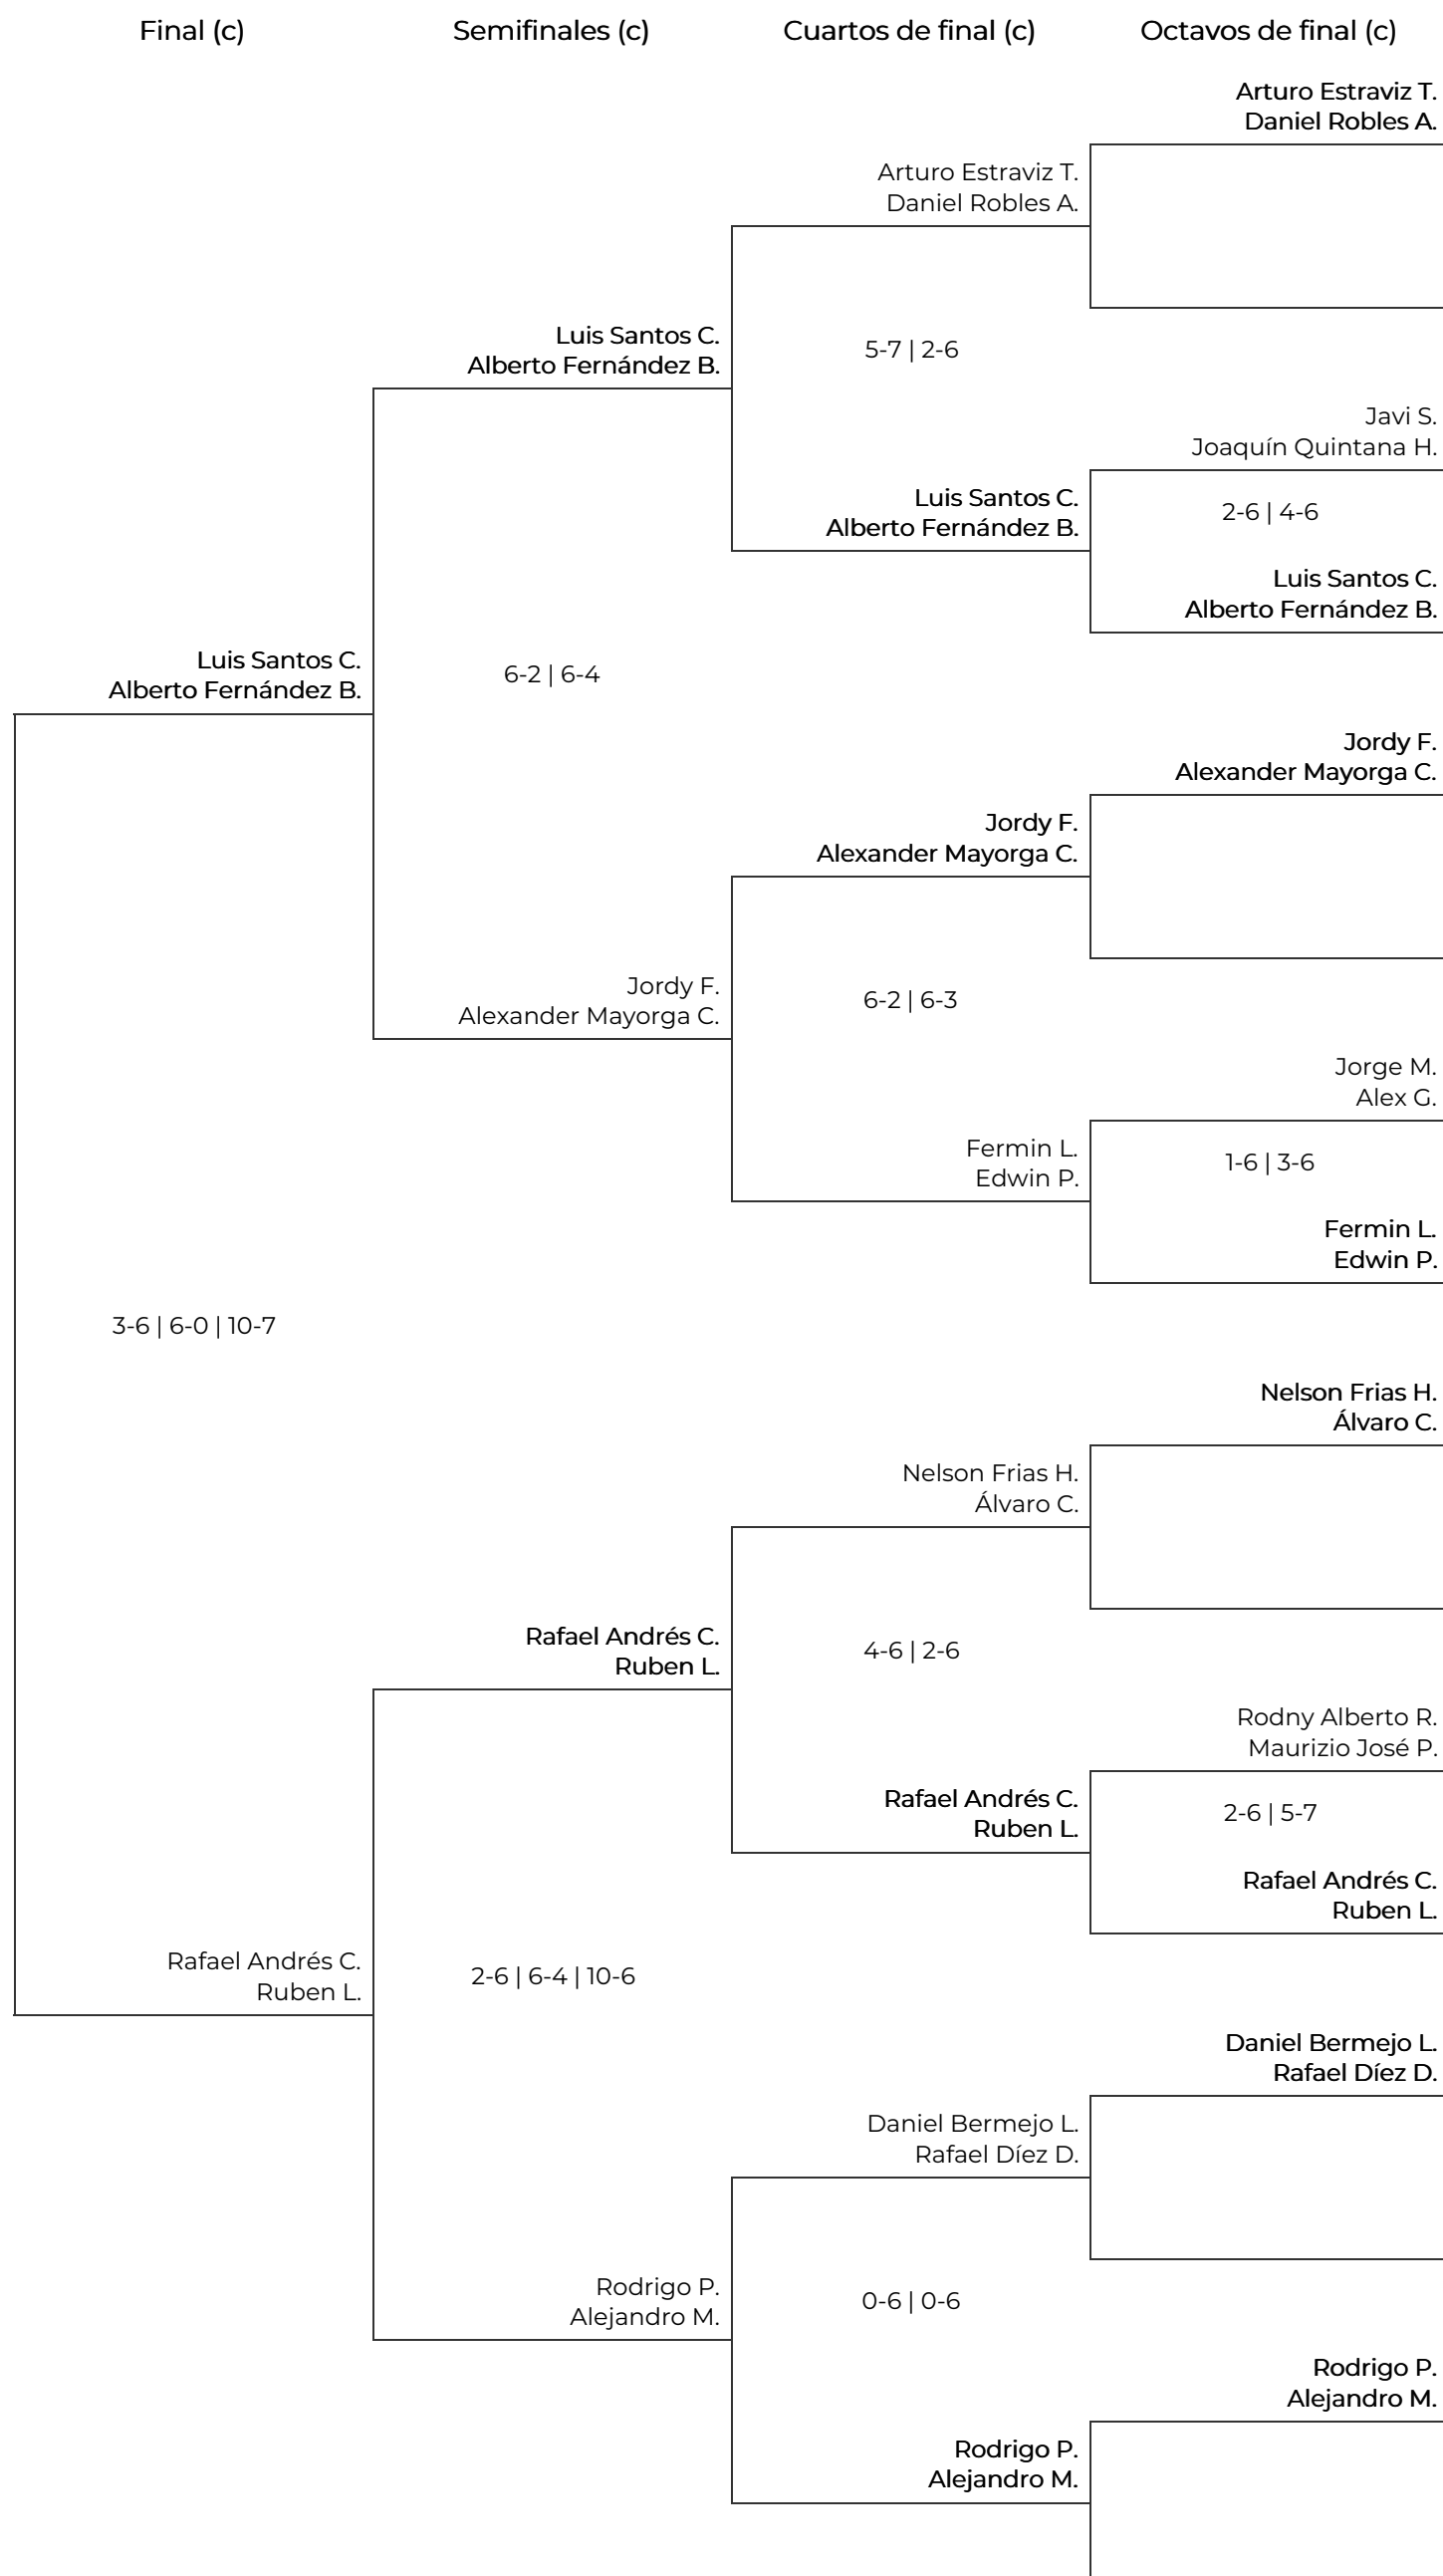 Final (c)
Semifinales (c)
Cuartos de final (c)
Octavos de final (c)
Arturo Estraviz T.
Daniel Robles A.
Arturo Estraviz T.
Daniel Robles A.
Luis Santos C.
Alberto Fernández B.
5-7 | 2-6
Javi S.
Joaquín Quintana H.
Luis Santos C.
Alberto Fernández B.
2-6 | 4-6
Luis Santos C.
Alberto Fernández B.
Luis Santos C.
Alberto Fernández B.
6-2 | 6-4
Jordy F.
Alexander Mayorga C.
Jordy F.
Alexander Mayorga C.
Jordy F.
Alexander Mayorga C.
6-2 | 6-3
Jorge M.
Alex G.
Fermin L.
Edwin P.
1-6 | 3-6
Fermin L.
Edwin P.
3-6 | 6-0 | 10-7
Nelson Frias H.
Álvaro C.
Nelson Frias H.
Álvaro C.
Rafael Andrés C.
Ruben L.
4-6 | 2-6
Rodny Alberto R.
Maurizio José P.
Rafael Andrés C.
Ruben L.
2-6 | 5-7
Rafael Andrés C.
Ruben L.
Rafael Andrés C.
Ruben L.
2-6 | 6-4 | 10-6
Daniel Bermejo L.
Rafael Díez D.
Daniel Bermejo L.
Rafael Díez D.
Rodrigo P.
Alejandro M.
0-6 | 0-6
Rodrigo P.
Alejandro M.
Rodrigo P.
Alejandro M.